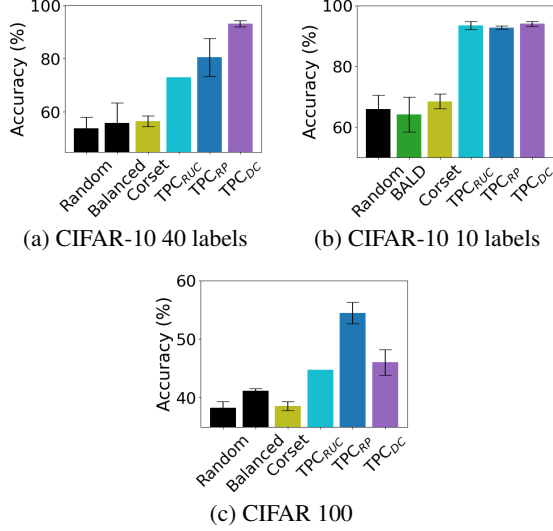 Accuracy (%)
100
80
60
Random
Balanced
Corset
TPC_RUC
TPC_RP
TPC_DC
(a) CIFAR-10 40 labels
Accuracy (%)
100
80
60
Random
BALD
Corset
TPC_RUC
TPC_RP
TPC_DC
(b) CIFAR-10 10 labels
Accuracy (%)
60
50
40
Random
Balanced
Corset
TPC_RUC
TPC_RP
TPC_DC
(c) CIFAR 100